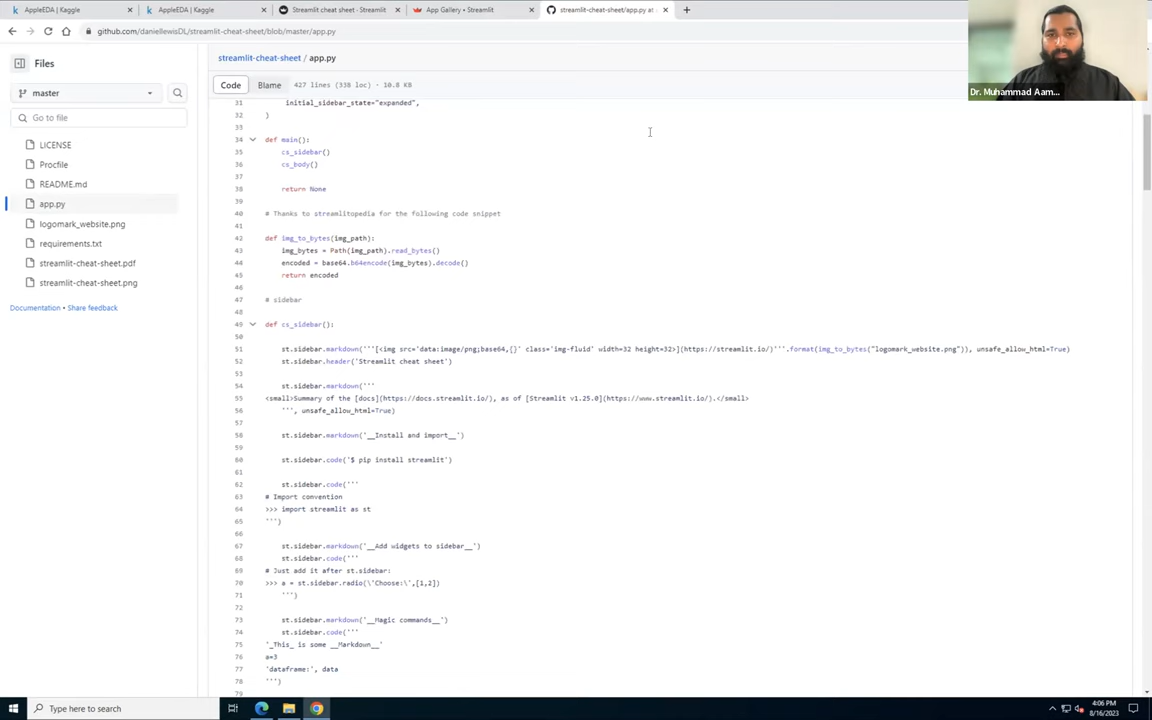 AppleEDA | Kaggle
AppleEDA | Kaggle
Streamlit cheat sheet - Streamlit
App Gallery • Streamlit
streamlit-cheat-sheet/app.py at
github.com/daniellewisDL/streamlit-cheat-sheet/blob/master/app.py
Files
master
Go to file
LICENSE
Procfile
README.md
app.py
logomark_website.png
requirements.txt
streamlit-cheat-sheet.pdf
streamlit-cheat-sheet.png
Documentation • Share feedback
streamlit-cheat-sheet / app.py
Code
Blame
427 lines (338 loc) · 10.8 KB
31 initial_sidebar_state="expanded",
32 )
33
34 def main():
35 cs_sidebar()
36 cs_body()
37
38 return None
39
40 # Thanks to streamlitopedia for the following code snippet
41
42 def img_to_bytes(img_path):
43 img_bytes = Path(img_path).read_bytes()
44 encoded = base64.b64encode(img_bytes).decode()
45 return encoded
46
47 # sidebar
48
49 def cs_sidebar():
50
51 st.sidebar.markdown('''[<img src='data:image/png;base64,{}' class='img-fluid' width=32 height=32>](https://streamlit.io/)'''.format(img_to_bytes("logomark_website.png")), unsafe_allow_html=True)
52 st.sidebar.header('Streamlit cheat sheet')
53
54 st.sidebar.markdown('''
55 <small>Summary of the [docs](https://docs.streamlit.io/), as of [Streamlit v1.25.0](https://www.streamlit.io/).</small>
56 ''', unsafe_allow_html=True)
57
58 st.sidebar.markdown('__Install and import__')
59
60 st.sidebar.code('$ pip install streamlit')
61
62 st.sidebar.code('''
63 # Import convention
64 >>> import streamlit as st
65 ''')
66
67 st.sidebar.markdown('__Add widgets to sidebar__')
68 st.sidebar.code('''
69 # Just add it after st.sidebar:
70 >>> a = st.sidebar.radio(\'Choose:\',[1,2])
71 ''')
72
73 st.sidebar.markdown('__Magic commands__')
74 st.sidebar.code('''
75 '_This_ is some __Markdown__'
76 a=3
77 'dataframe:', data
78 ''')
79
Dr. Muhammad Aam...
Type here to search
4:06 PM
8/16/2023